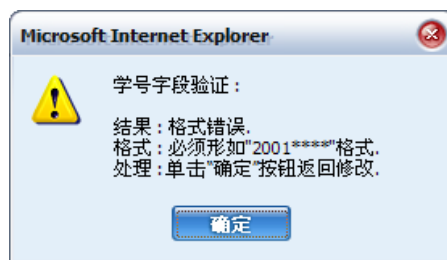 Microsoft Internet Explorer
学号字段验证：
结果：格式错误.
格式：必须形如"2001****"格式.
处理：单击"确定"按钮返回修改.
确定